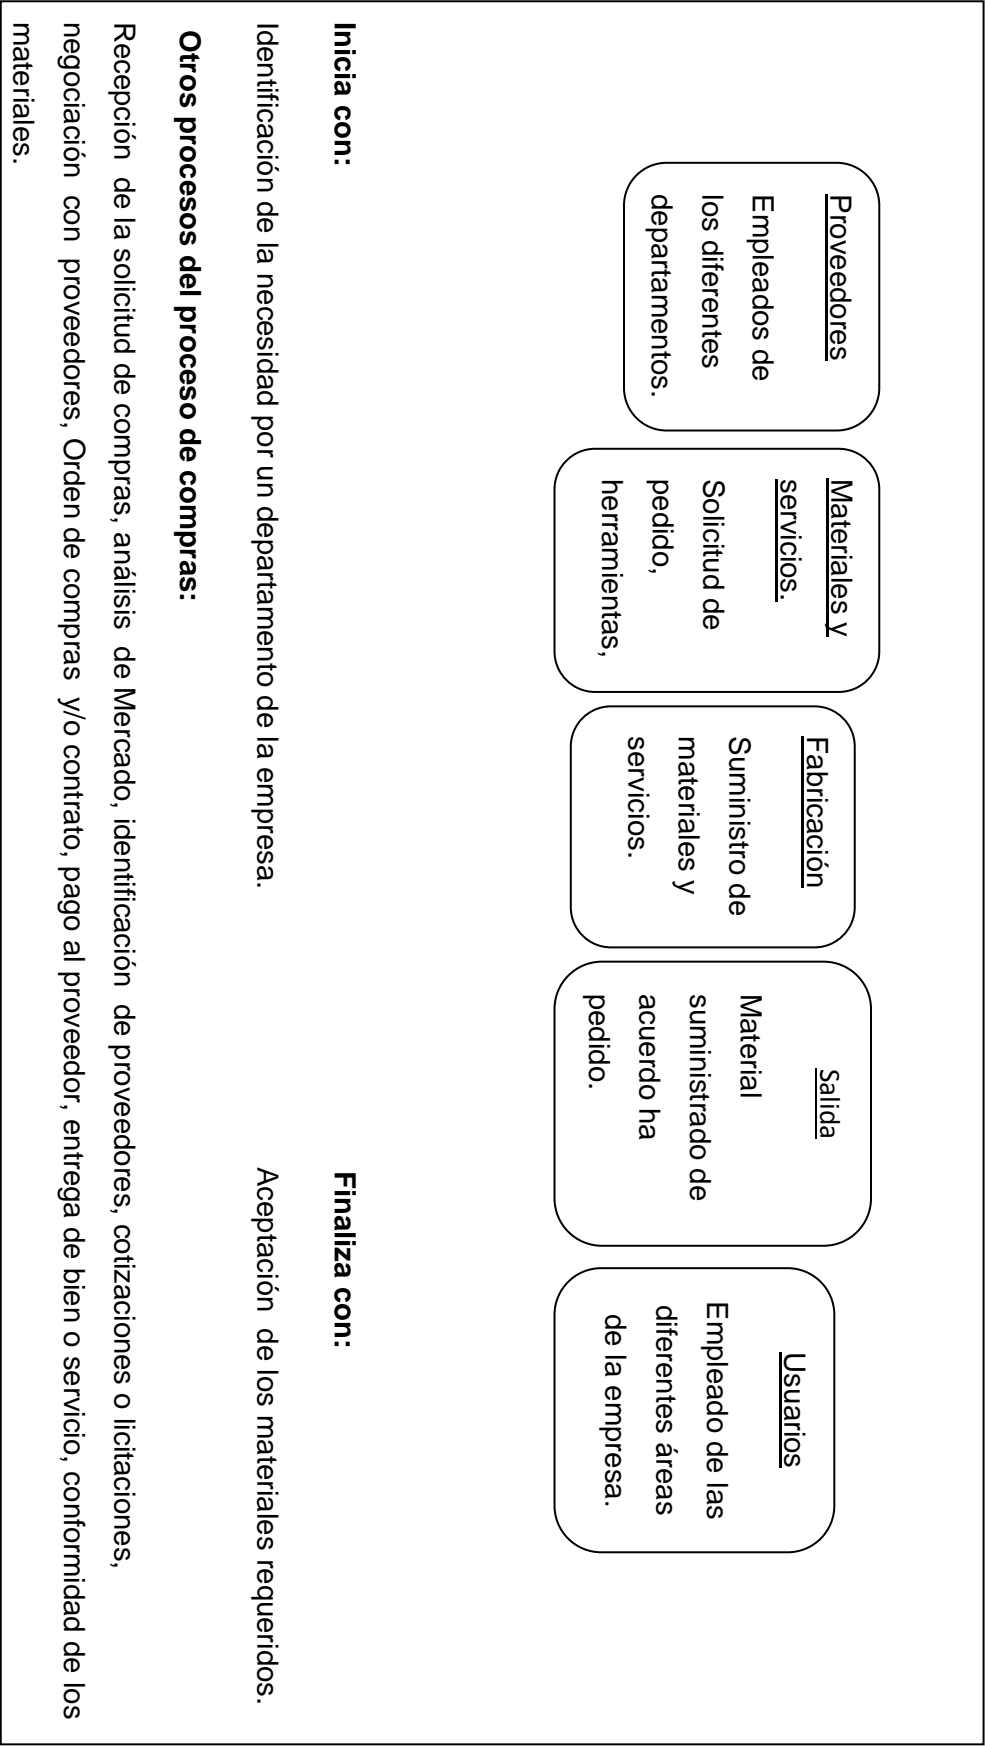 Proveedores
Empleados de
los diferentes
departamentos.
Materiales y
servicios.
Solicitud de
pedido,
herramientas,
Fabricación
Suministro de
materiales y
servicios.
Salida
Material
suministrado de
acuerdo ha
pedido.
Usuarios
Empleado de las
diferentes áreas
de la empresa.
Inicia con:
Finaliza con:
Identificación de la necesidad por un departamento de la empresa.
Aceptación de los materiales requeridos.
Otros procesos del proceso de compras:
Recepción de la solicitud de compras, análisis de Mercado, identificación de proveedores, cotizaciones o licitaciones,
negociación con proveedores, Orden de compras y/o contrato, pago al proveedor, entrega de bien o servicio, conformidad de los
materiales.